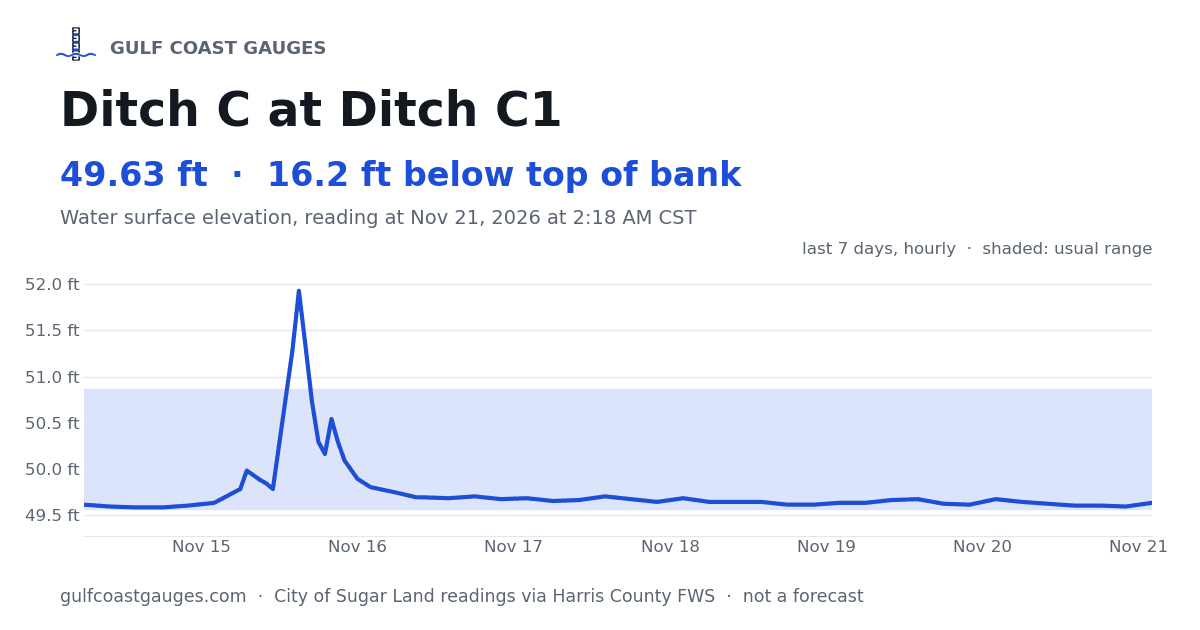 GULF COAST GAUGES
Ditch C at Ditch C1
49.63 ft · 16.2 ft below top of bank
Water surface elevation, reading at Nov 21, 2026 at 2:18 AM CST
last 7 days, hourly · shaded: usual range
52.0 ft
51.5 ft
51.0 ft
50.5 ft
50.0 ft
49.5 ft
Nov 15 Nov 16 Nov 17 Nov 18 Nov 19 Nov 20 Nov 21
gulfcoastgauges.com · City of Sugar Land readings via Harris County FWS · not a forecast